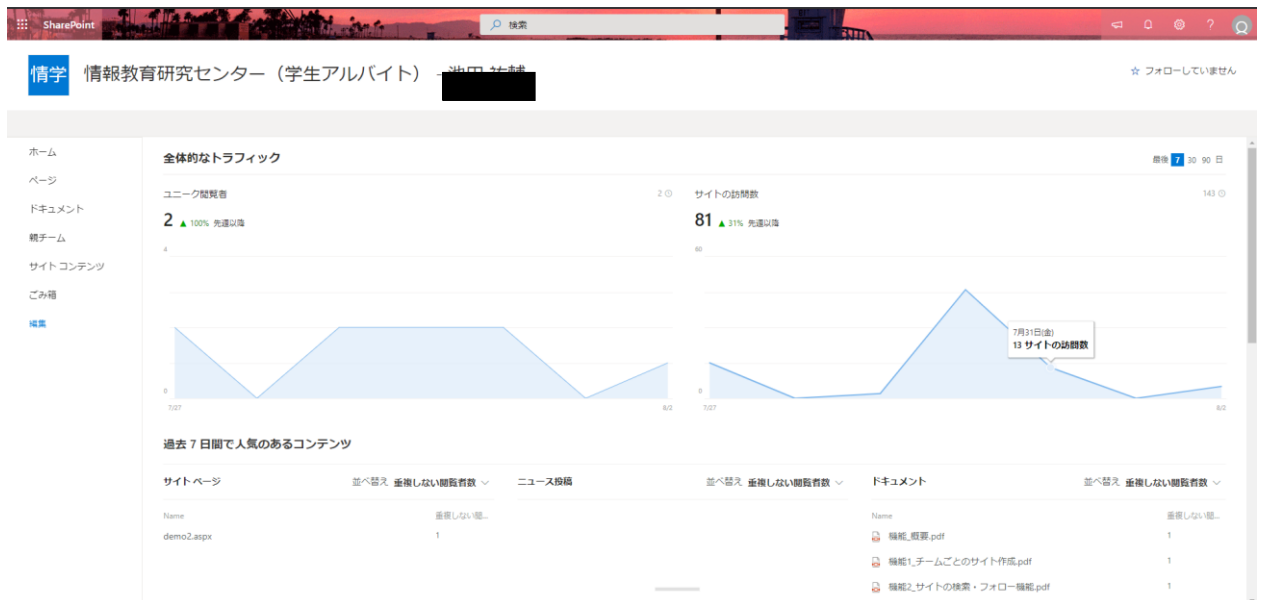 SharePoint
検索
情学 情報教育研究センター（学生アルバイト） -
☆ フォローしていません
ホーム
ページ
ドキュメント
親チーム
サイト コンテンツ
ごみ箱
編集
全体的なトラフィック
最後 7 30 90 日
ユニーク閲覧者
2
2 ▲ 100% 先週以降
4
0
7/27
8/2
サイトの訪問数
143
81 ▲ 31% 先週以降
60
0
7/27
8/2
7月31日(金)
13 サイトの訪問数
過去 7 日間で人気のあるコンテンツ
サイト ページ
並べ替え 重複しない閲覧者数
Name
重複しない閲...
demo2.aspx
1
ニュース投稿
並べ替え 重複しない閲覧者数
ドキュメント
並べ替え 重複しない閲覧者数
Name
重複しない閲...
機能_概要.pdf
1
機能1_チームごとのサイト作成.pdf
1
機能2_サイトの検索・フォロー機能.pdf
1